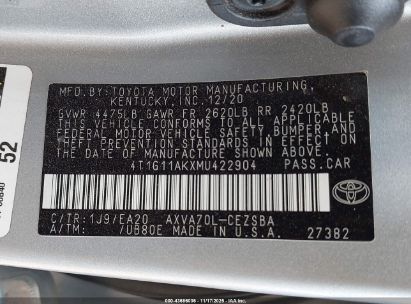 MFD. BY: TOYOTA MOTOR MANUFACTURING,
KENTUCKY, INC. 12/20
GVWR 4475LB GAWR FR 2620LB RR 2420LB
THIS VEHICLE CONFORMS TO ALL APPLICABLE
FEDERAL MOTOR VEHICLE SAFETY, BUMPER, AND
THEFT PREVENTION STANDARDS IN EFFECT ON
THE DATE OF MANUFACTURE SHOWN ABOVE.
4T1G11AKXMU422904 PASS.CAR
C/TR: 1J9/EA20 AXVA70L-CEZSBA
A/TM: /UB80E MADE IN U.S.A. 27382
TOYOTA
52